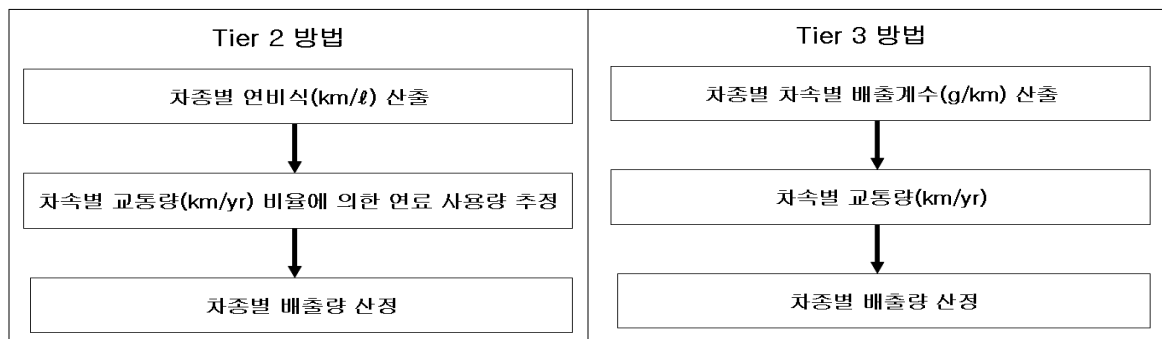 Tier 2 방법
차종별 연비식(km/ℓ) 산출
차속별 교통량(km/yr) 비율에 의한 연료 사용량 추정
차종별 배출량 산정
Tier 3 방법
차종별 차속별 배출계수(g/km) 산출
차속별 교통량(km/yr)
차종별 배출량 산정